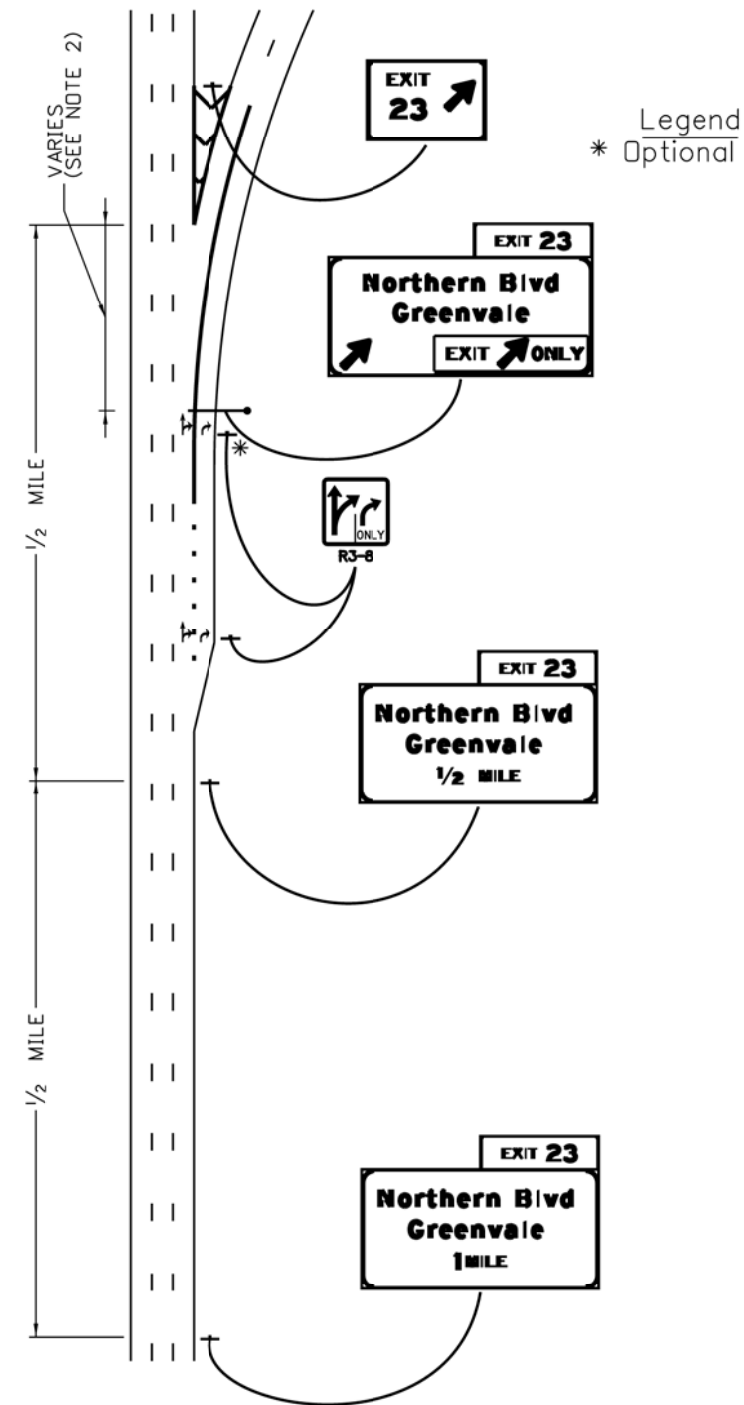 VARIES
(SEE NOTE 2)
EXIT
23
Legend
* Optional
EXIT 23
Northern Blvd
Greenvale
EXIT ONLY
1/2 MILE
ONLY
R3-8
EXIT 23
Northern Blvd
Greenvale
1/2 MILE
1/2 MILE
EXIT 23
Northern Blvd
Greenvale
1 MILE